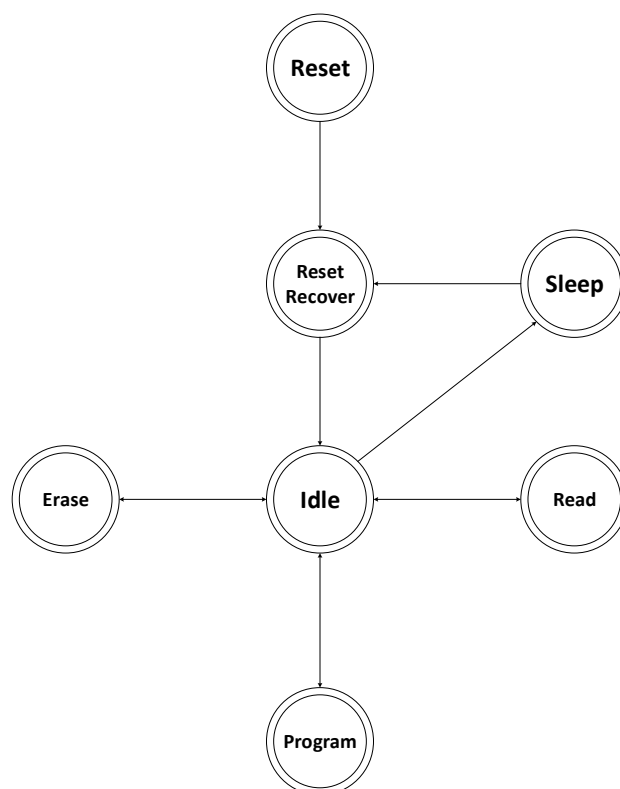 Reset
Reset
Recover
Sleep
Erase
Idle
Read
Program